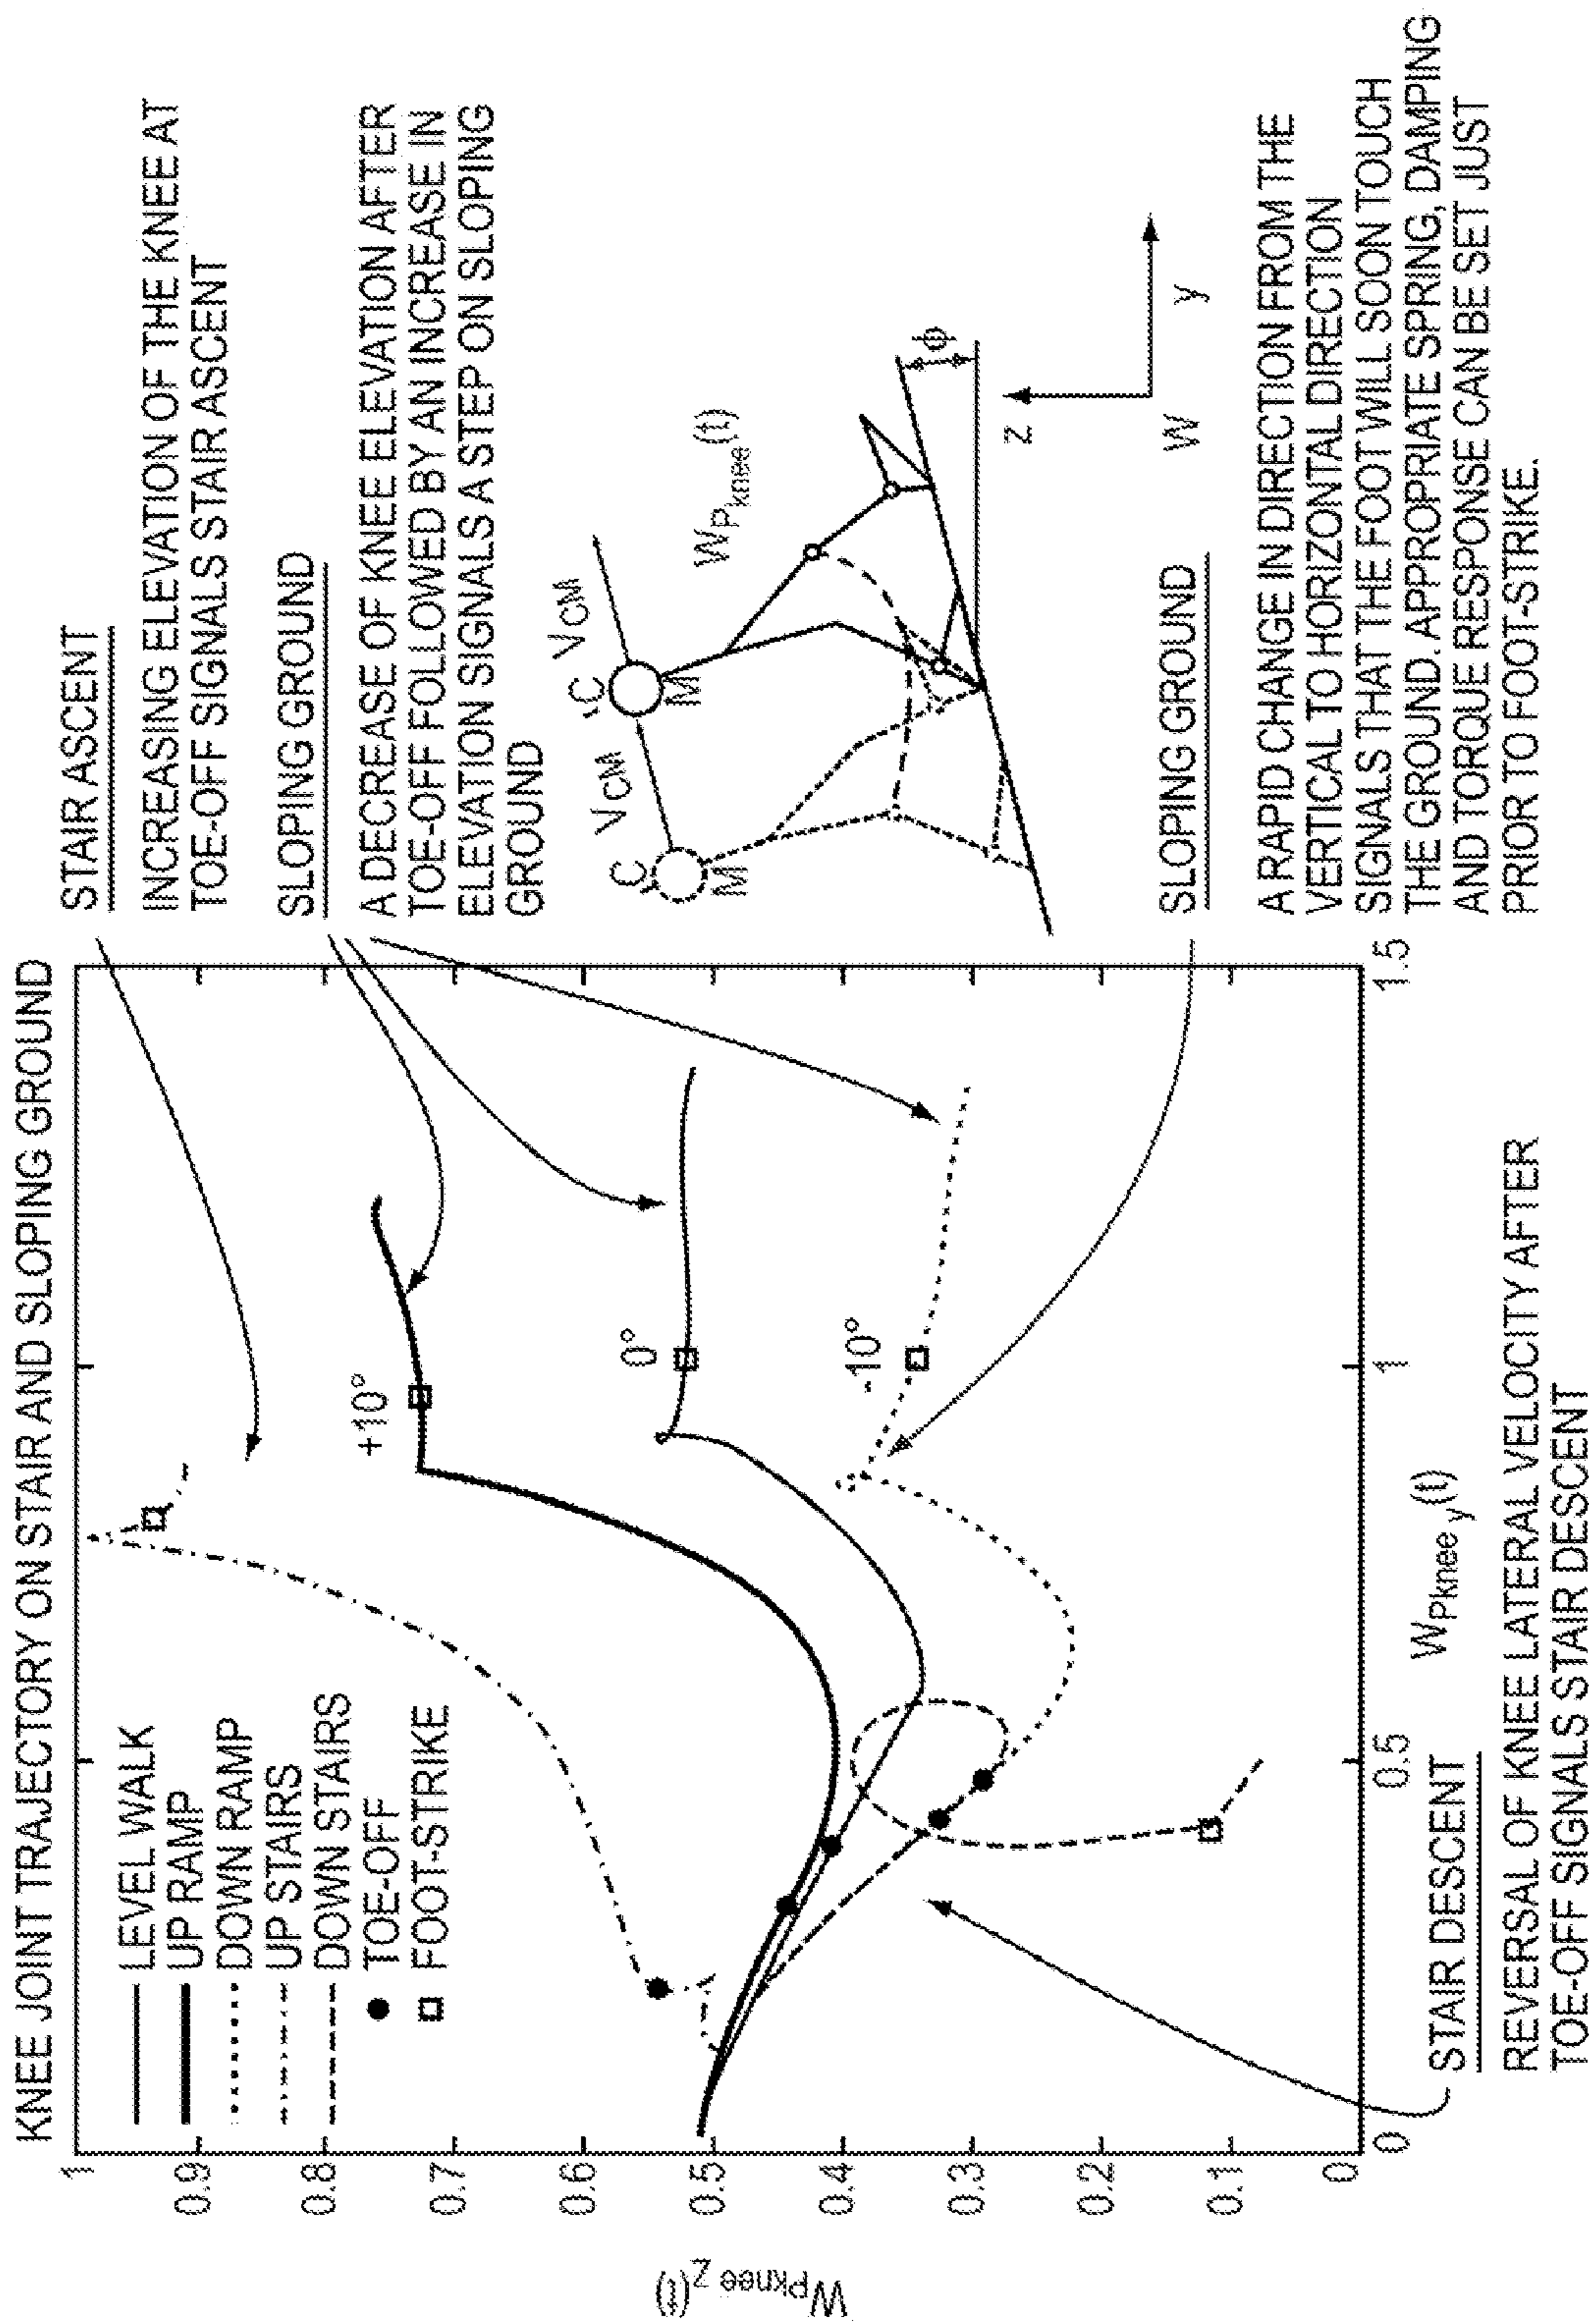 KNEE JOINT TRAJECTORY ON STAIR AND SLOPING GROUND
LEVEL WALK
UP RAMP
DOWN RAMP
UP STAIRS
DOWN STAIRS
TOE-OFF
FOOT-STRIKE
+10°
0°
-10°
1
0.9
0.8
0.7
0.6
0.5
0.4
0.3
0.2
0.1
0
0
0.5
1
1.5
WPknee Z(t)
WPknee y(t)
STAIR DESCENT
REVERSAL OF KNEE LATERAL VELOCITY AFTER
TOE-OFF SIGNALS STAIR DESCENT
STAIR ASCENT
INCREASING ELEVATION OF THE KNEE AT
TOE-OFF SIGNALS STAIR ASCENT
SLOPING GROUND
A DECREASE OF KNEE ELEVATION AFTER
TOE-OFF FOLLOWED BY AN INCREASE IN
ELEVATION SIGNALS A STEP ON SLOPING
GROUND
C
M
VCM
C
M
VCM
WPknee(t)
ϕ
z
W
y
SLOPING GROUND
A RAPID CHANGE IN DIRECTION FROM THE
VERTICAL TO HORIZONTAL DIRECTION
SIGNALS THAT THE FOOT WILL SOON TOUCH
THE GROUND. APPROPRIATE SPRING, DAMPING
AND TORQUE RESPONSE CAN BE SET JUST
PRIOR TO FOOT-STRIKE.